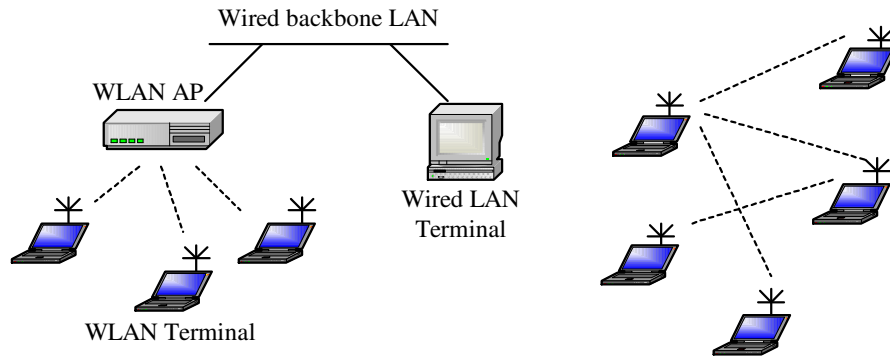 Wired backbone LAN
WLAN AP
Wired LAN
Terminal
WLAN Terminal